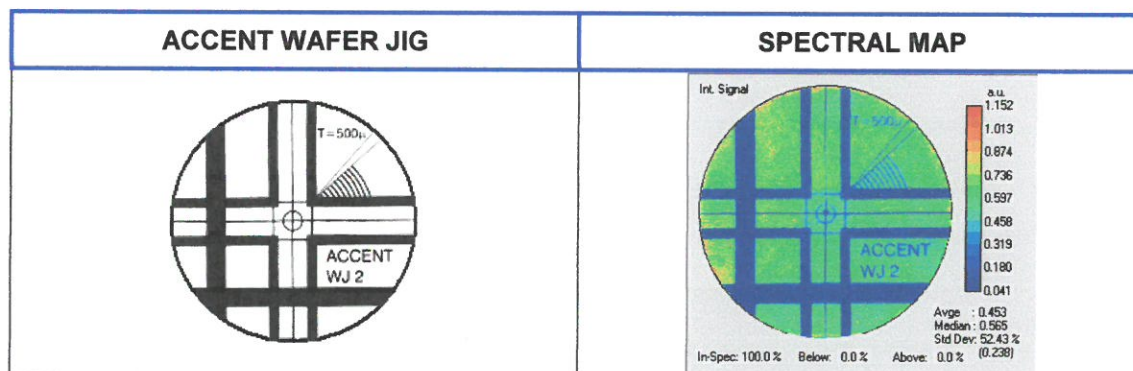 ACCENT WAFER JIG
SPECTRAL MAP
T=500μ
ACCENT
WJ 2
Int. Signal
a.u.
1.152
1.013
0.874
0.736
0.597
0.458
0.319
0.180
0.041
T=500μ
ACCENT
WJ 2
Avge : 0.453
Median : 0.565
Std Dev: 52.43 %
(0.238)
In-Spec: 100.0 % Below: 0.0 % Above: 0.0 %